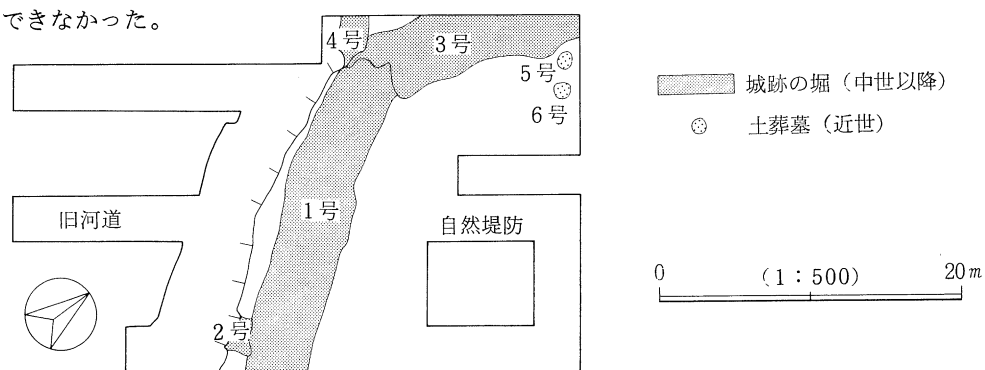 できなかった。
4号
3号
5号
6号
1号
2号
旧河道
自然堤防
城跡の堀（中世以降）
土葬墓（近世）
0 （1：500） 20m